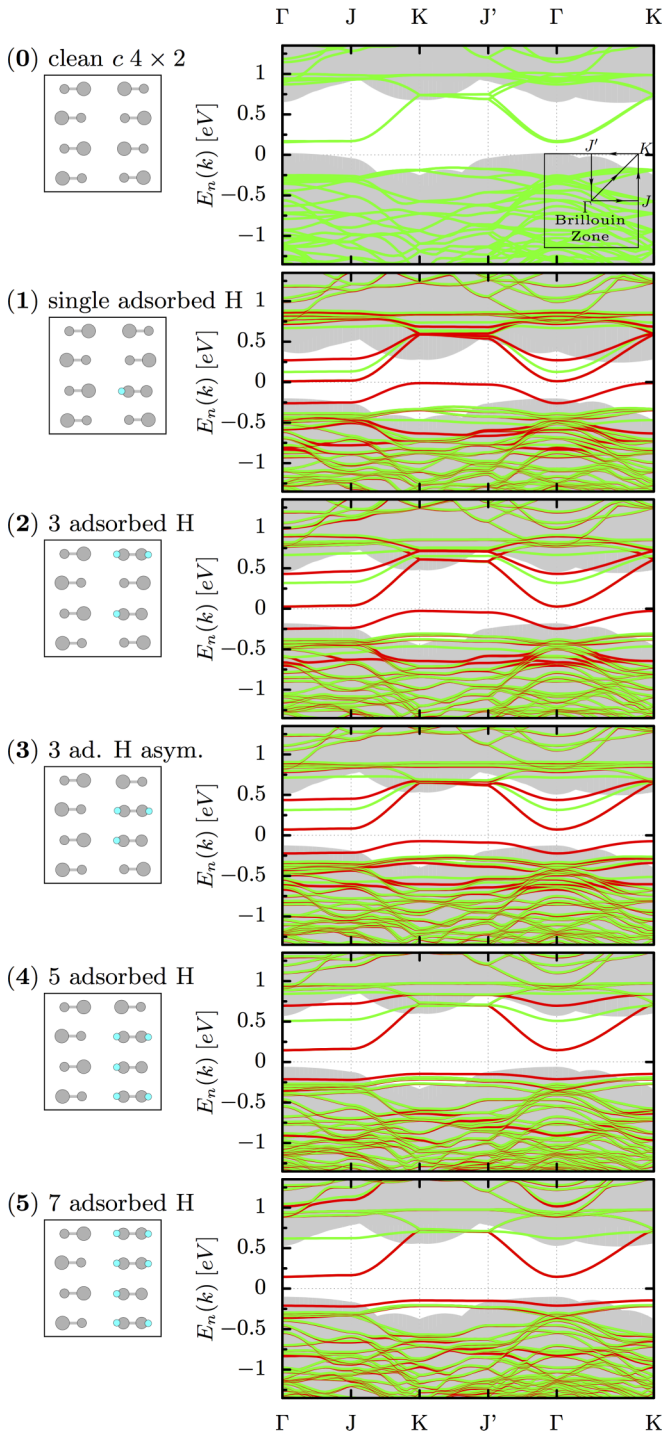 Γ J K J' Γ K
(0) clean c 4 × 2
1
0.5
0
−0.5
−1
E_n(k) [eV]
J' K
Γ J
Brillouin
Zone
(1) single adsorbed H
1
0.5
0
−0.5
−1
E_n(k) [eV]
(2) 3 adsorbed H
1
0.5
0
−0.5
−1
E_n(k) [eV]
(3) 3 ad. H asym.
1
0.5
0
−0.5
−1
E_n(k) [eV]
(4) 5 adsorbed H
1
0.5
0
−0.5
−1
E_n(k) [eV]
(5) 7 adsorbed H
1
0.5
0
−0.5
−1
E_n(k) [eV]
Γ J K J' Γ K